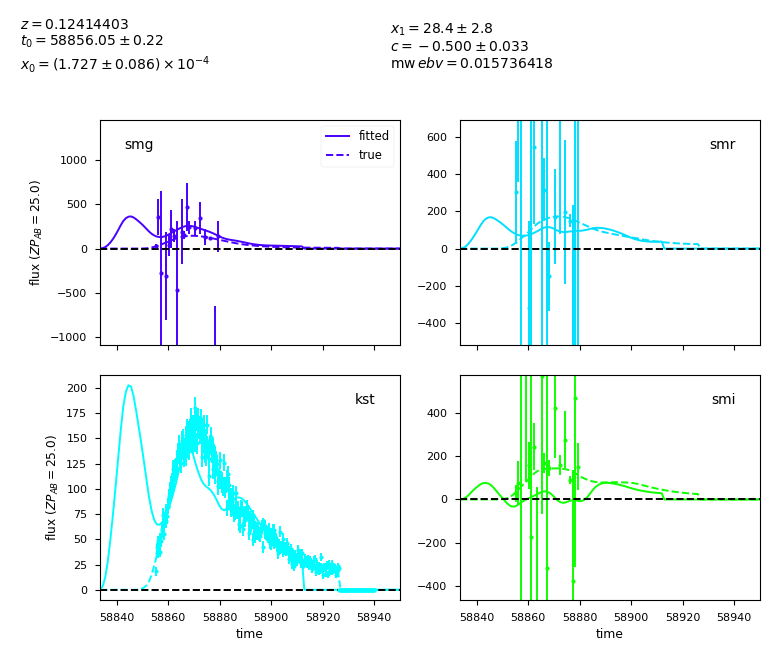 z = 0.12414403
t₀ = 58856.05 ± 0.22
x₀ = (1.727 ± 0.086) × 10⁻⁴
x₁ = 28.4 ± 2.8
c = −0.500 ± 0.033
mw ebv = 0.015736418
smg
fitted
true
1000
500
0
−500
−1000
flux (ZP_AB = 25.0)
smr
600
400
200
0
−200
−400
kst
200
175
150
125
100
75
50
25
0
flux (ZP_AB = 25.0)
58840 58860 58880 58900 58920 58940
time
smi
400
200
0
−200
−400
58840 58860 58880 58900 58920 58940
time